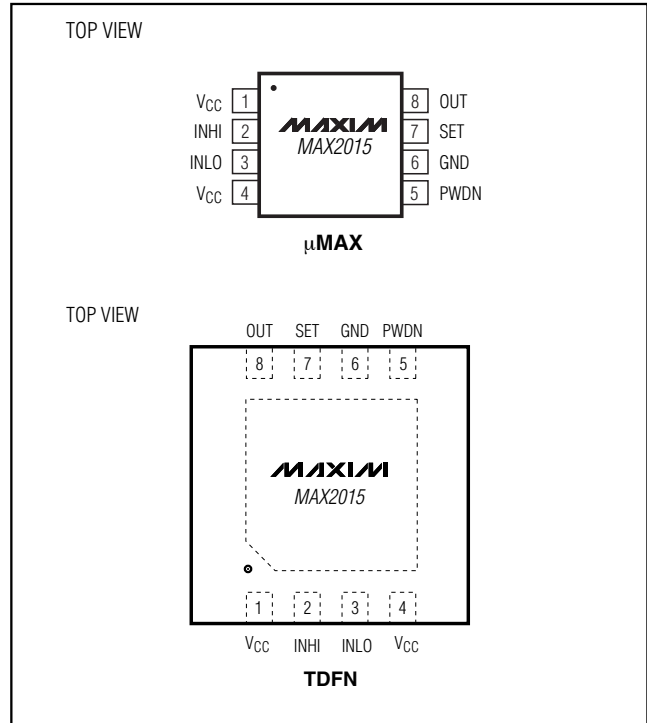 TOP VIEW
VCC 1 8 OUT
INHI 2 MAXIM 7 SET
INLO 3 MAX2015 6 GND
VCC 4 5 PWDN
µMAX
TOP VIEW
OUT SET GND PWDN
8 7 6 5
MAXIM
MAX2015
1 2 3 4
VCC INHI INLO VCC
TDFN